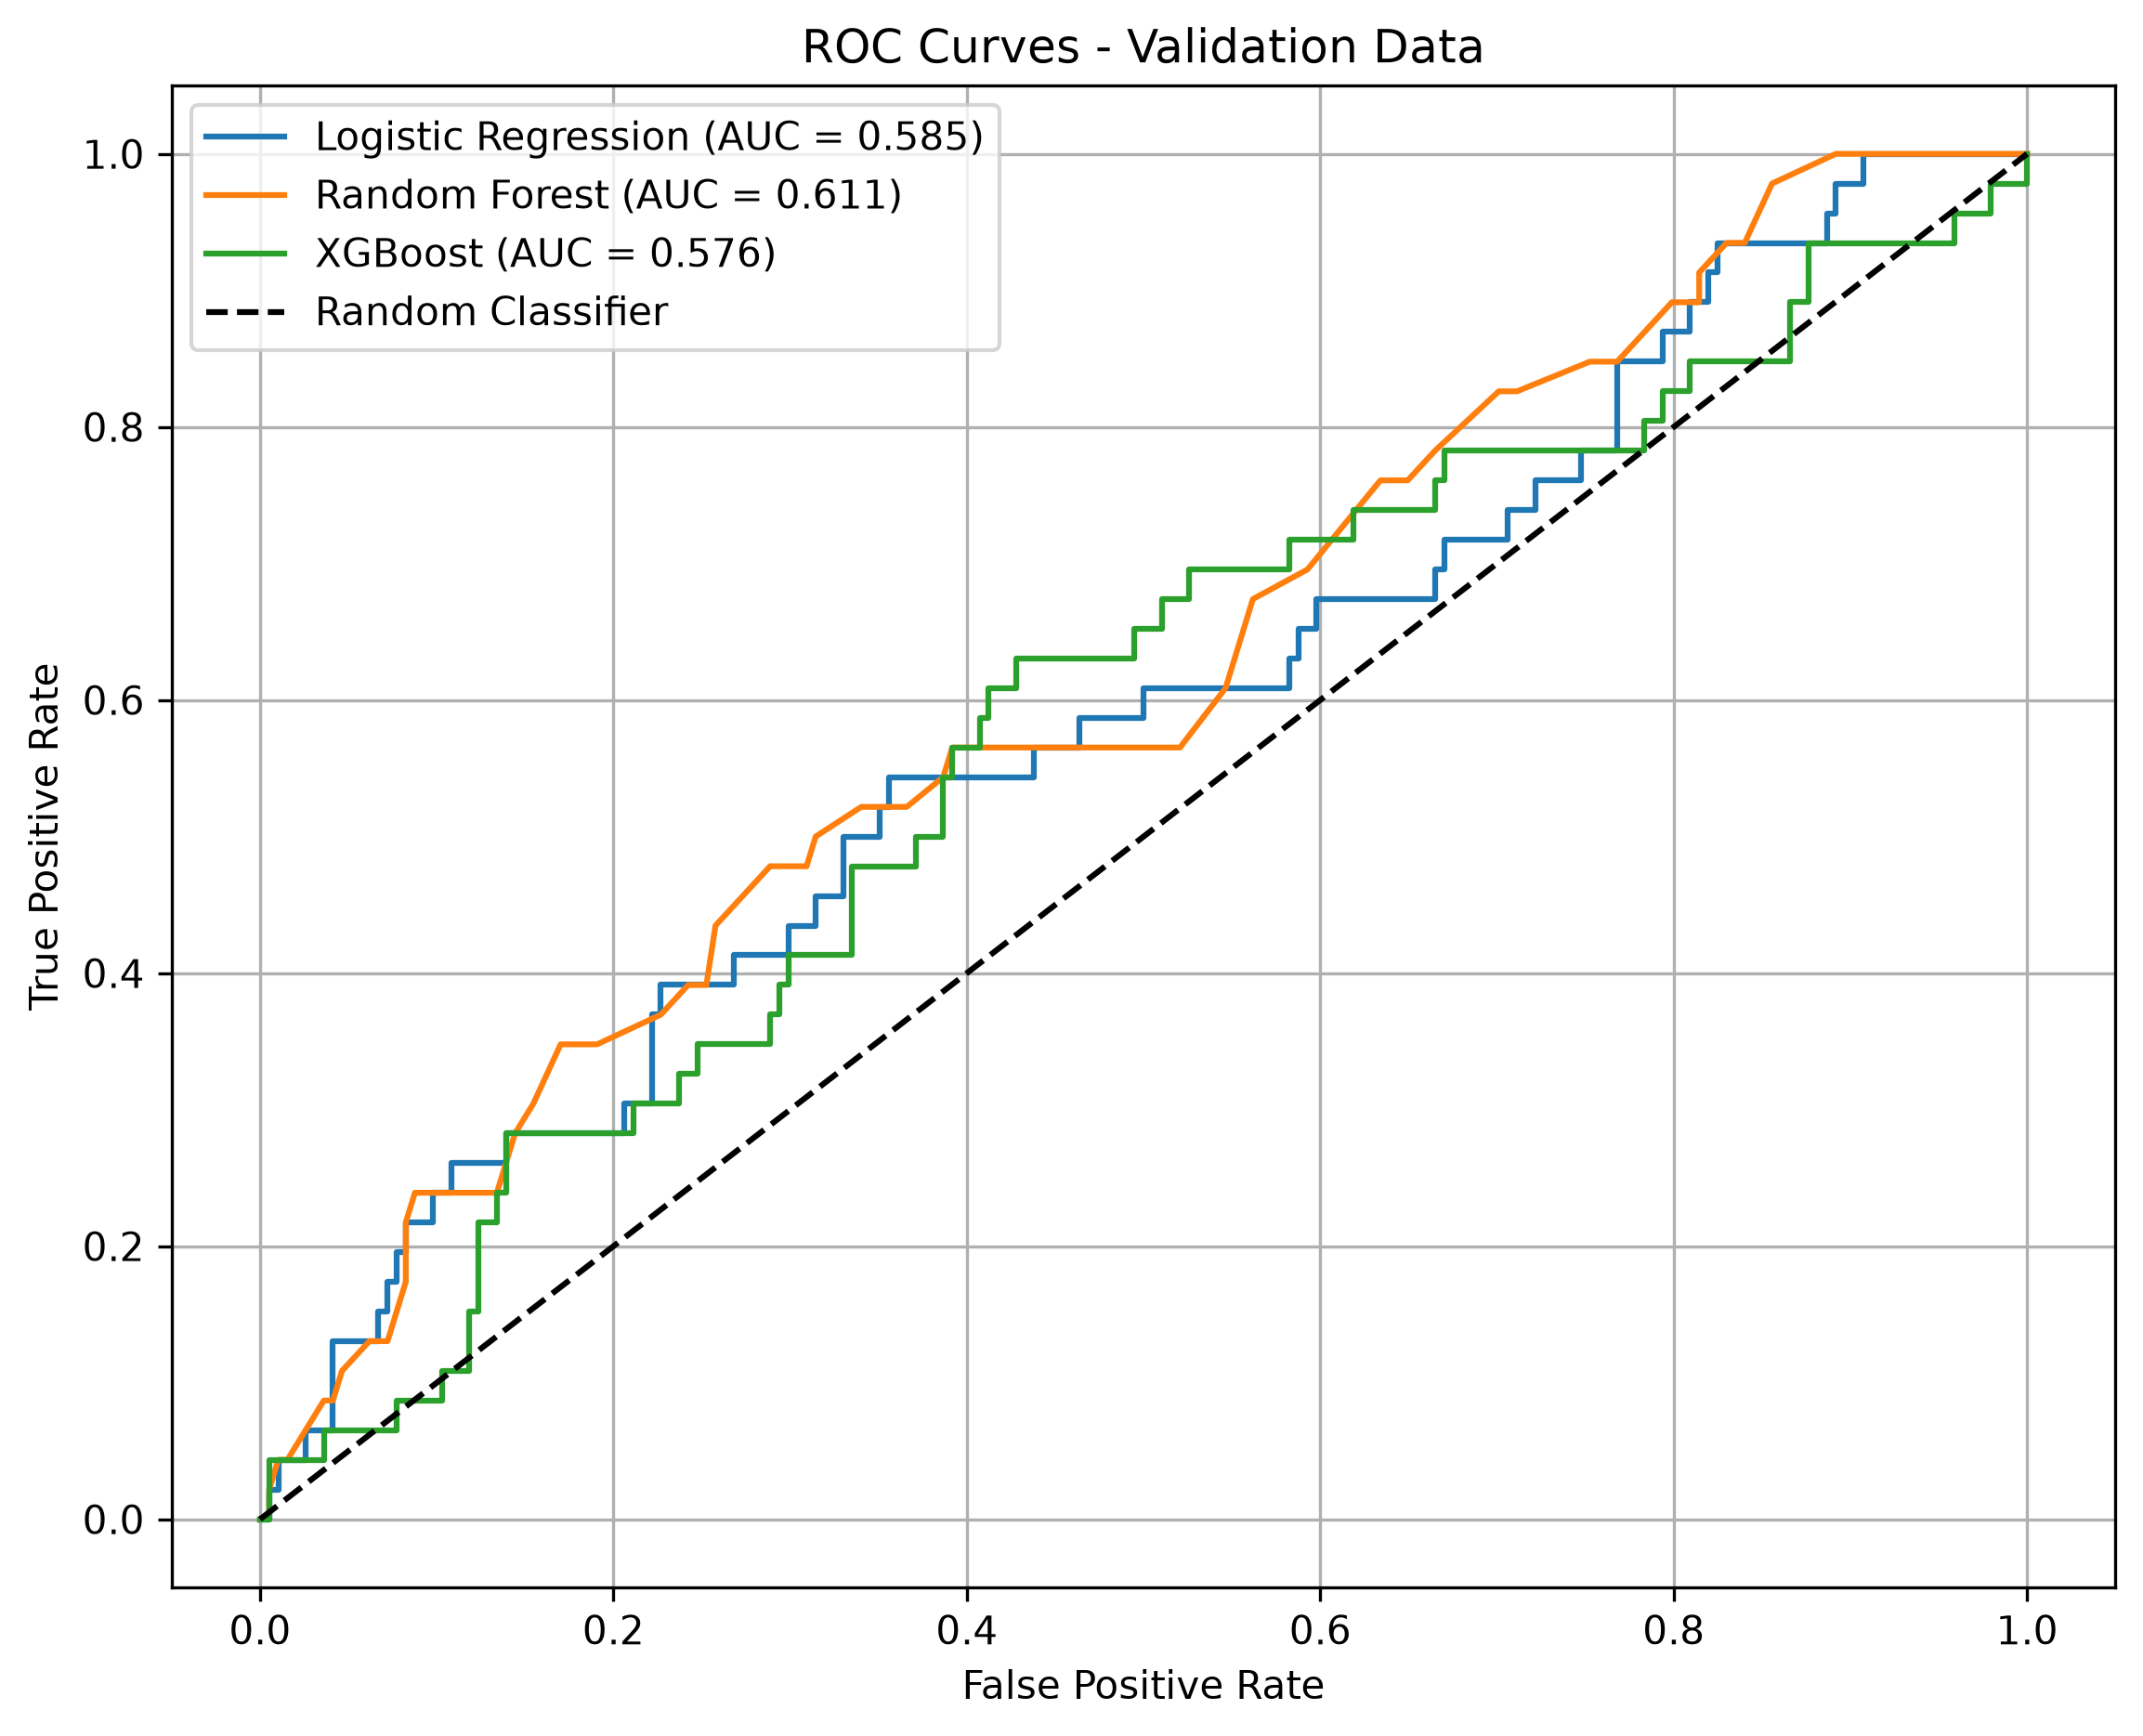 ROC Curves - Validation Data
Logistic Regression (AUC = 0.585)
Random Forest (AUC = 0.611)
XGBoost (AUC = 0.576)
Random Classifier
True Positive Rate
1.0
0.8
0.6
0.4
0.2
0.0
0.0 0.2 0.4 0.6 0.8 1.0
False Positive Rate